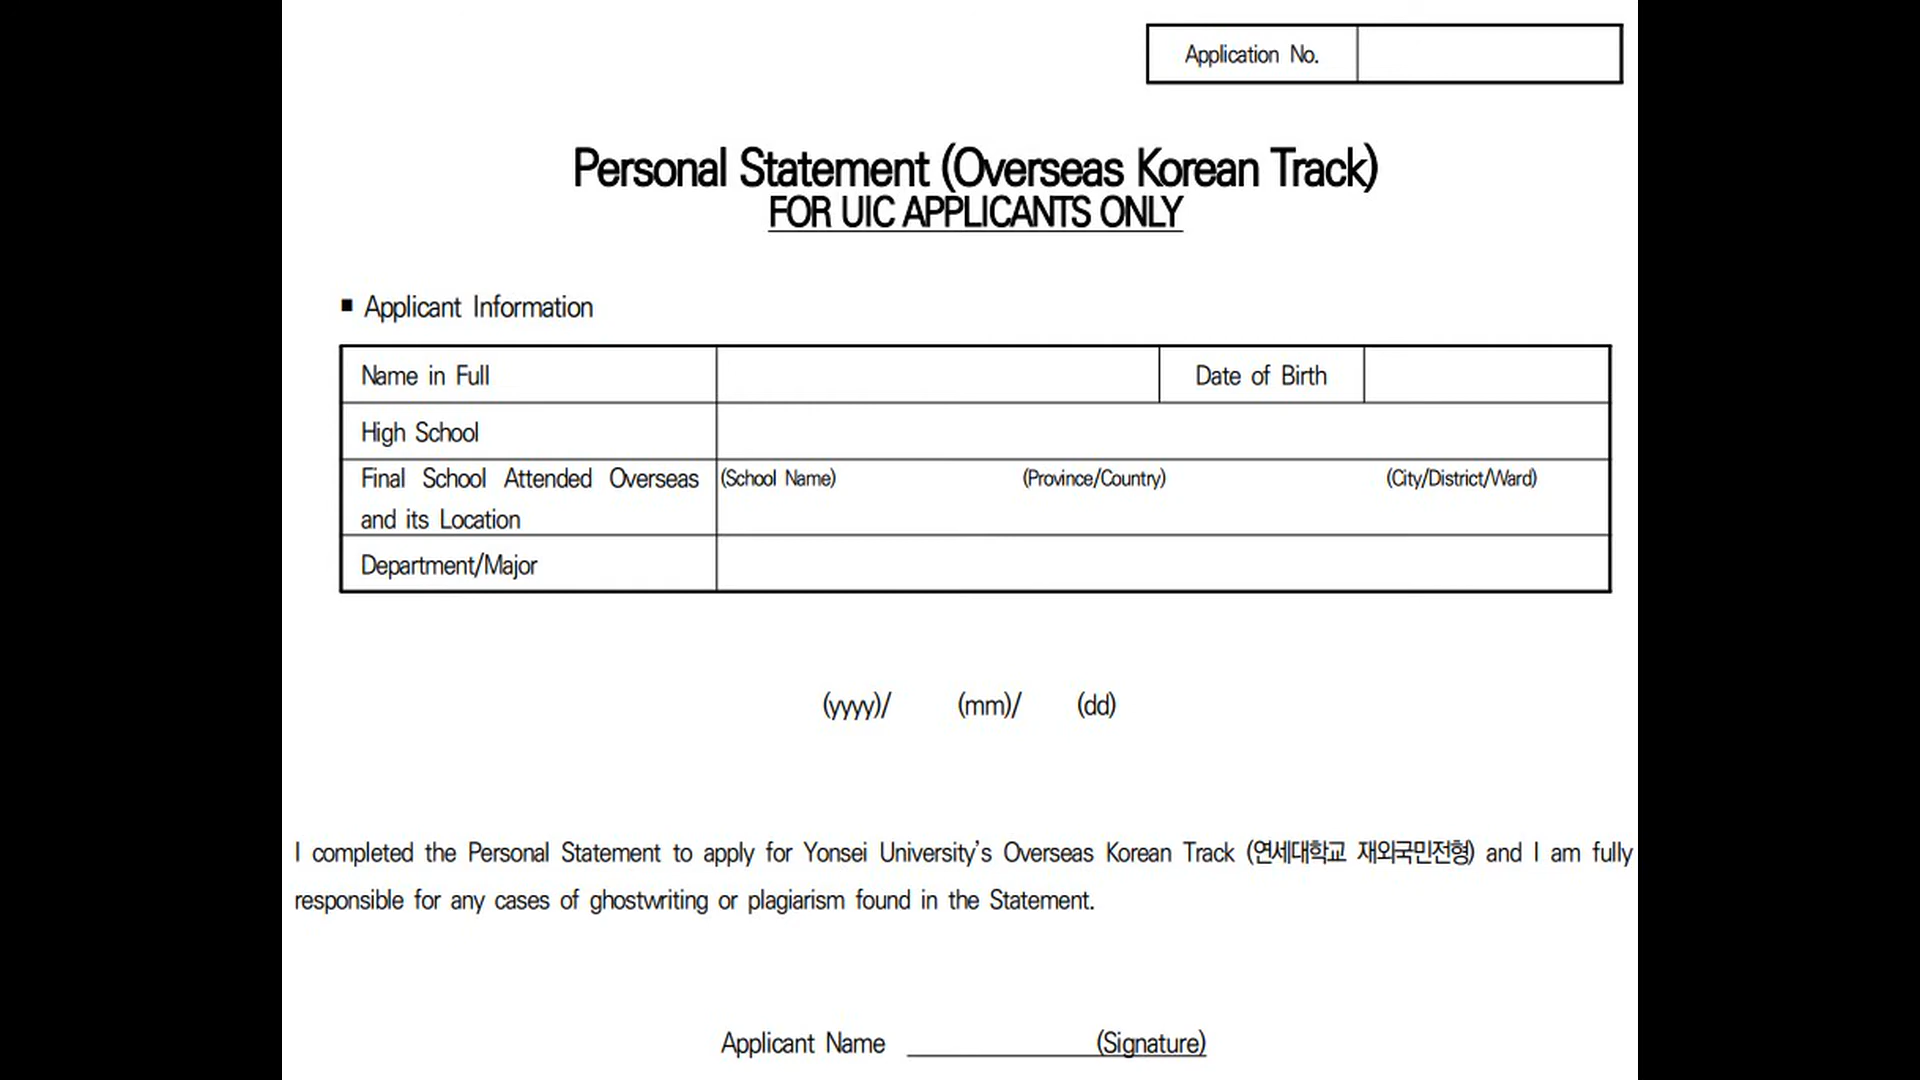 Application No.
Personal Statement (Overseas Korean Track)
FOR UIC APPLICANTS ONLY
■ Applicant Information
Name in Full Date of Birth
High School
Final School Attended Overseas (School Name) (Province/Country) (City/District/Ward)
and its Location
Department/Major
(yyyy)/ (mm)/ (dd)
I completed the Personal Statement to apply for Yonsei University's Overseas Korean Track (연세대학교 재외국민전형) and I am fully
responsible for any cases of ghostwriting or plagiarism found in the Statement.
Applicant Name (Signature)